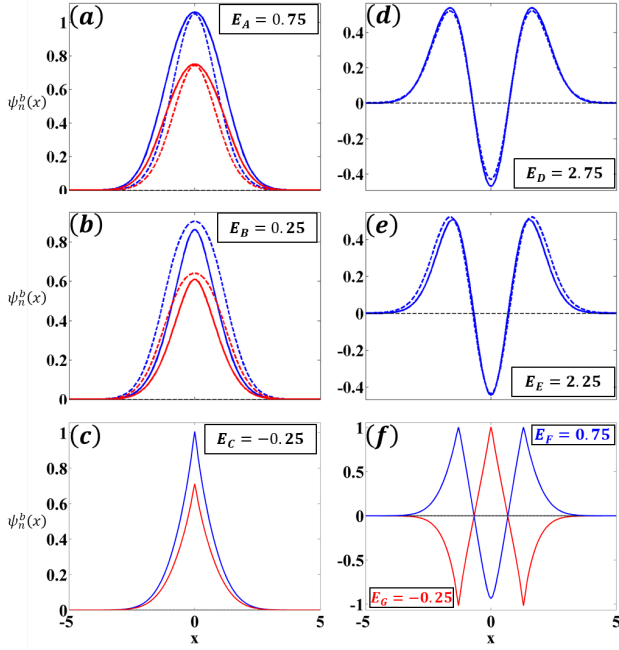 (a)
E_A = 0.75
1
0.8
0.6
0.4
0.2
0
ψ_n^b(x)
(d)
E_D = 2.75
0.4
0.2
0
-0.2
-0.4
(b)
E_B = 0.25
0.8
0.6
0.4
0.2
0
ψ_n^b(x)
(e)
E_E = 2.25
0.4
0.2
0
-0.2
-0.4
(c)
E_C = −0.25
1
0.8
0.6
0.4
0.2
0
ψ_n^b(x)
-5 0 5
x
(f)
E_F = 0.75
E_G = −0.25
1
0.5
0
-0.5
-1
-5 0 5
x